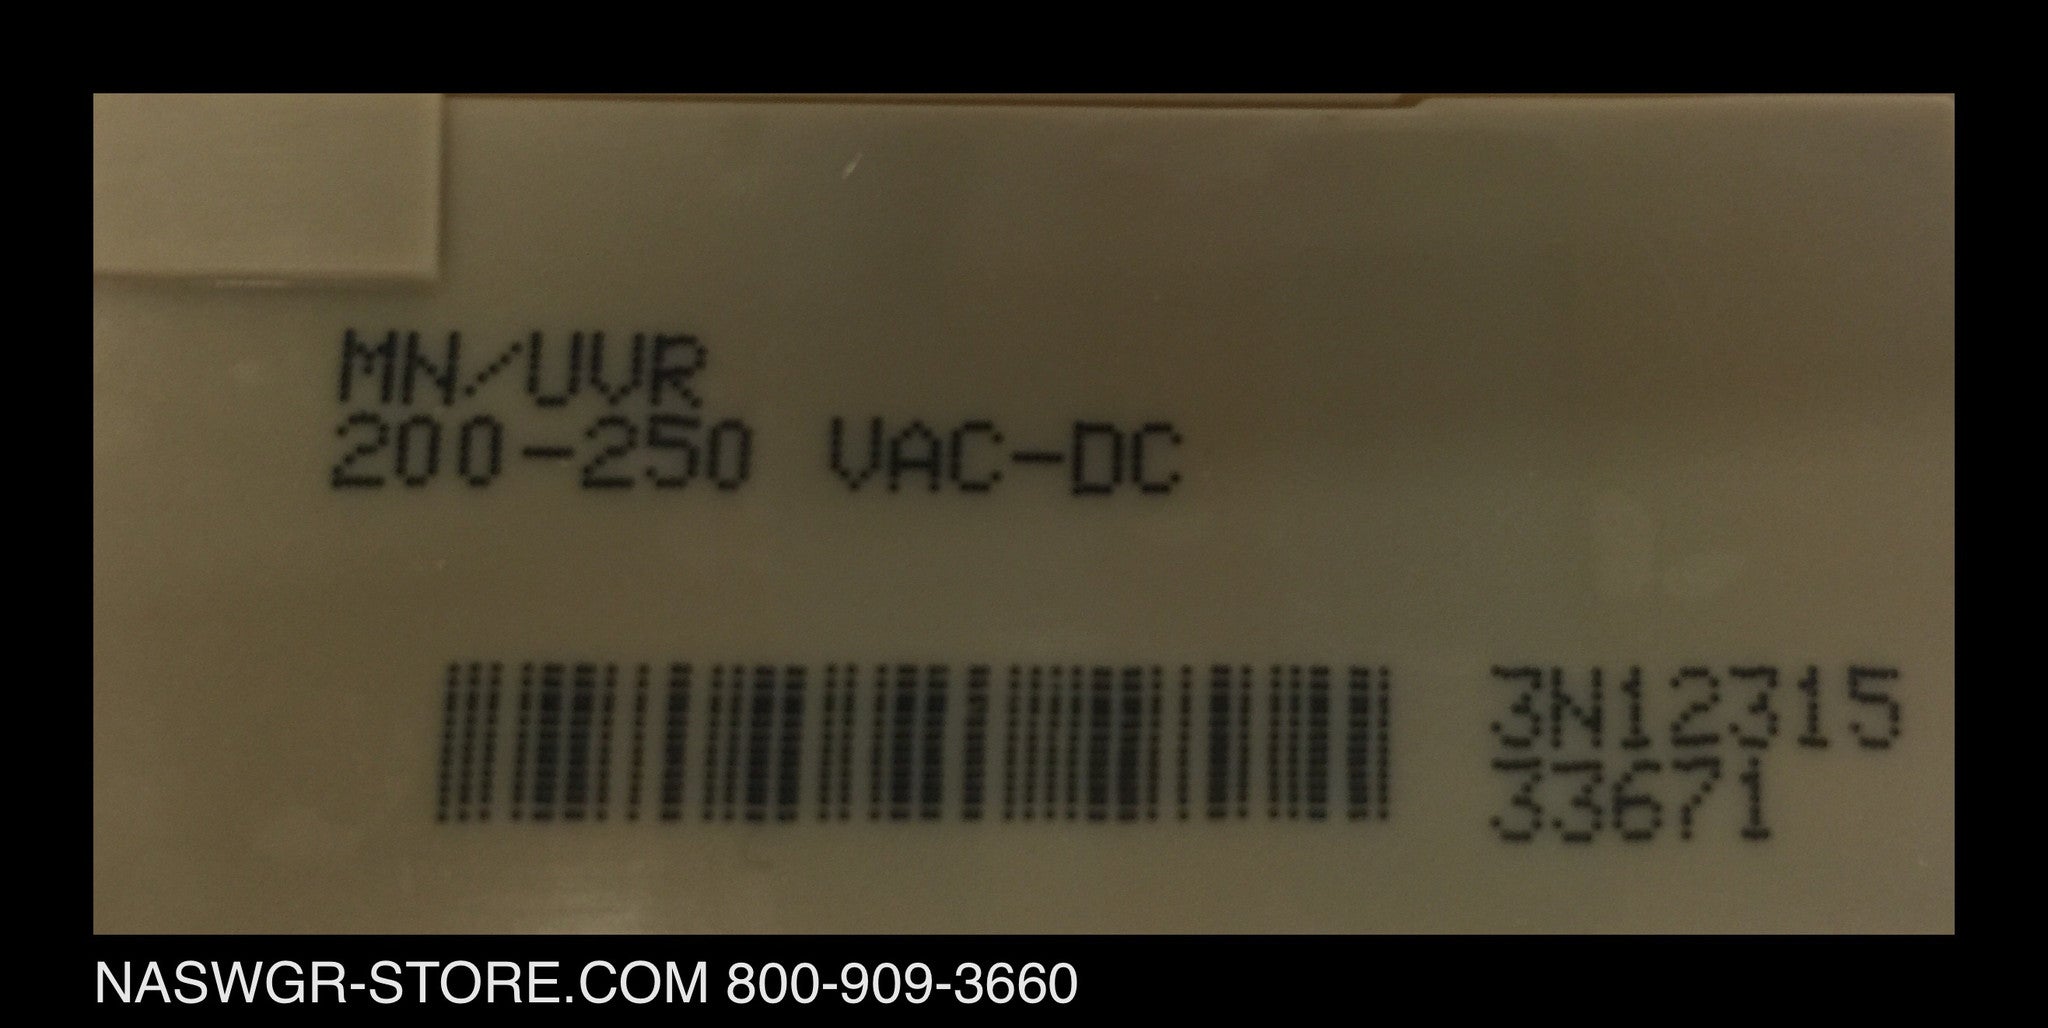 MN/UVR
200-250 VAC-DC
3N12315
33671
NASWGR-STORE.COM 800-909-3660